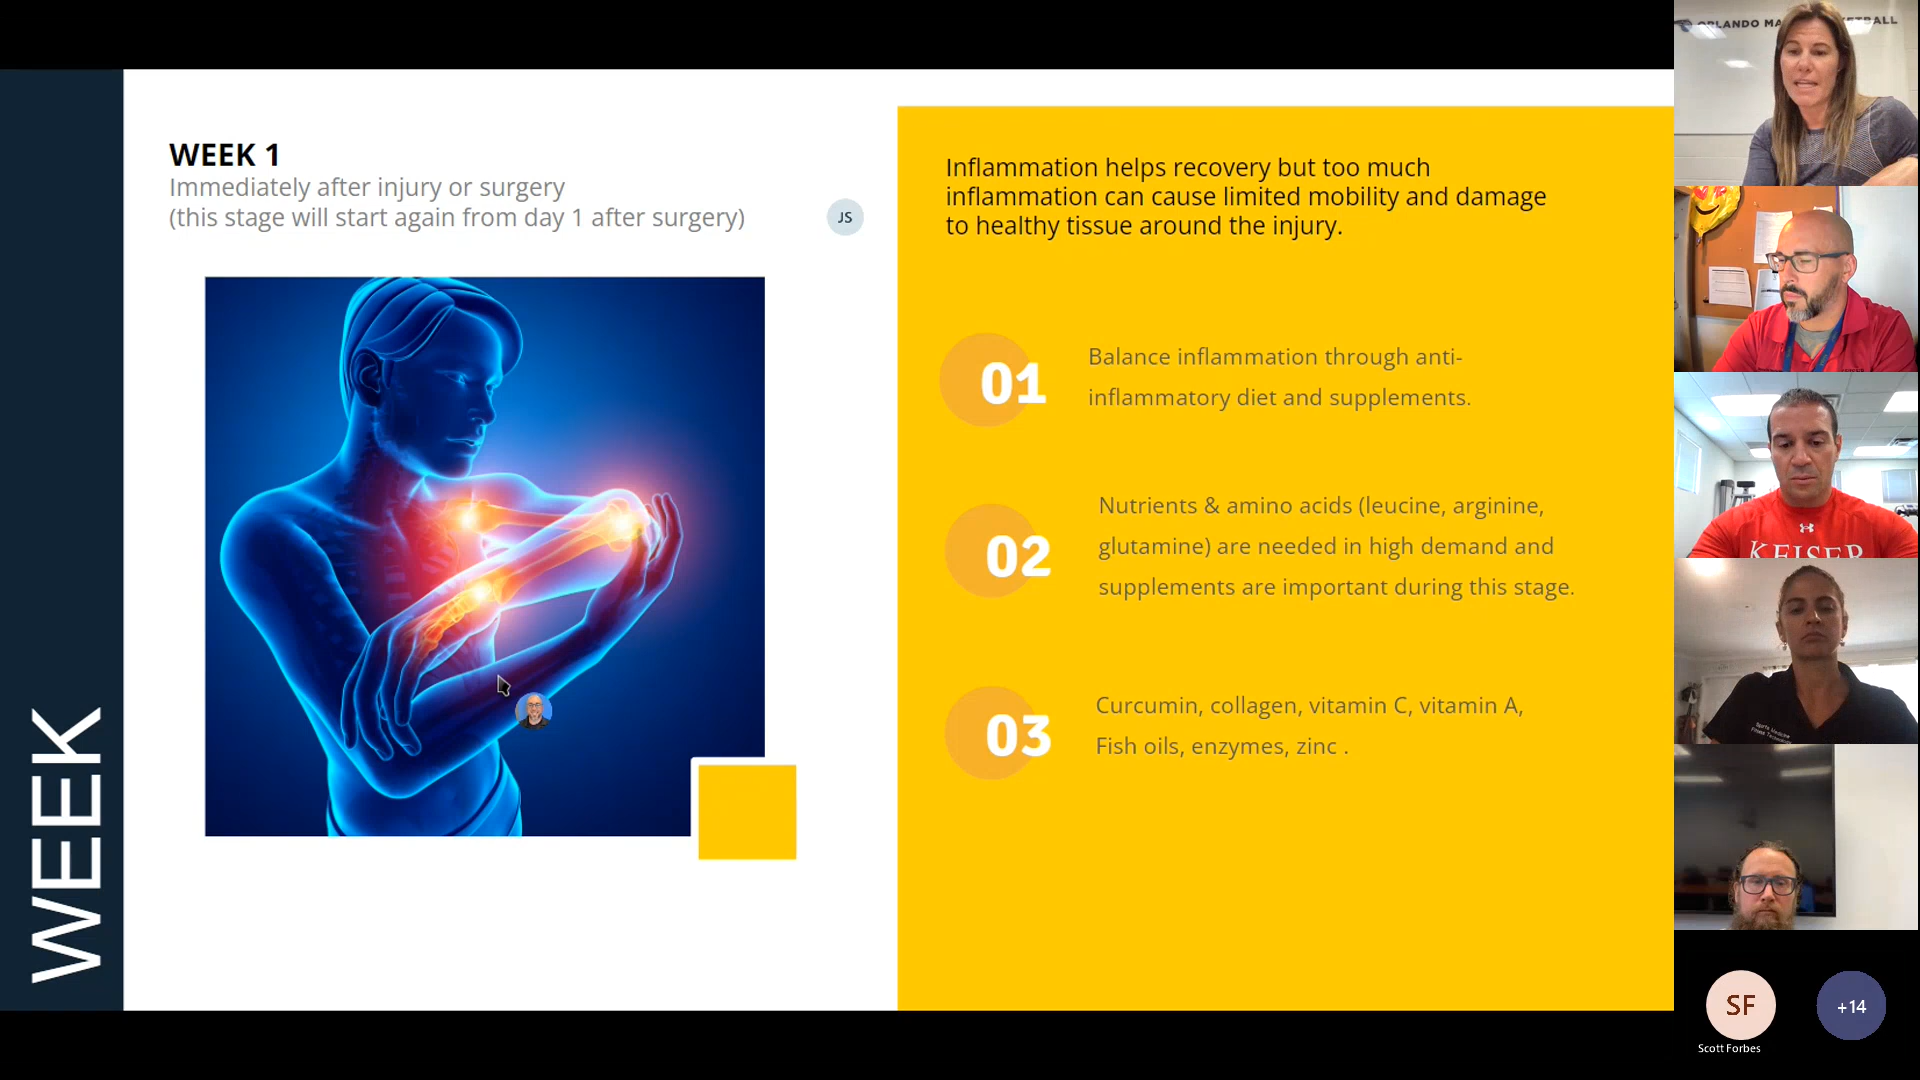 WEEK
WEEK 1
Immediately after injury or surgery
(this stage will start again from day 1 after surgery)
JS
Inflammation helps recovery but too much
inflammation can cause limited mobility and damage
to healthy tissue around the injury.
01
Balance inflammation through anti-
inflammatory diet and supplements.
02
Nutrients & amino acids (leucine, arginine,
glutamine) are needed in high demand and
supplements are important during this stage.
03
Curcumin, collagen, vitamin C, vitamin A,
Fish oils, enzymes, zinc .
ORLANDO
KEISER
Sports Medicine
SF
Scott Forbes
+14